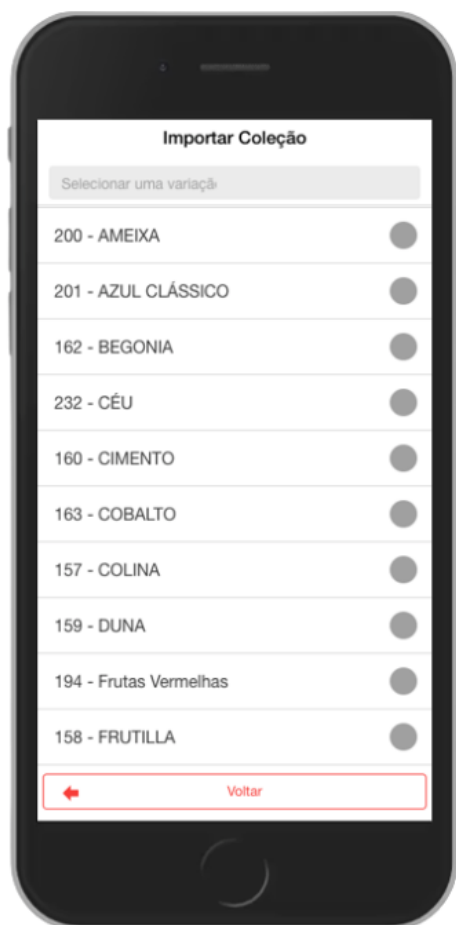 Importar Coleção
Selecionar uma variaçã
200 - AMEIXA
201 - AZUL CLÁSSICO
162 - BEGONIA
232 - CÉU
160 - CIMENTO
163 - COBALTO
157 - COLINA
159 - DUNA
194 - Frutas Vermelhas
158 - FRUTILLA
Voltar